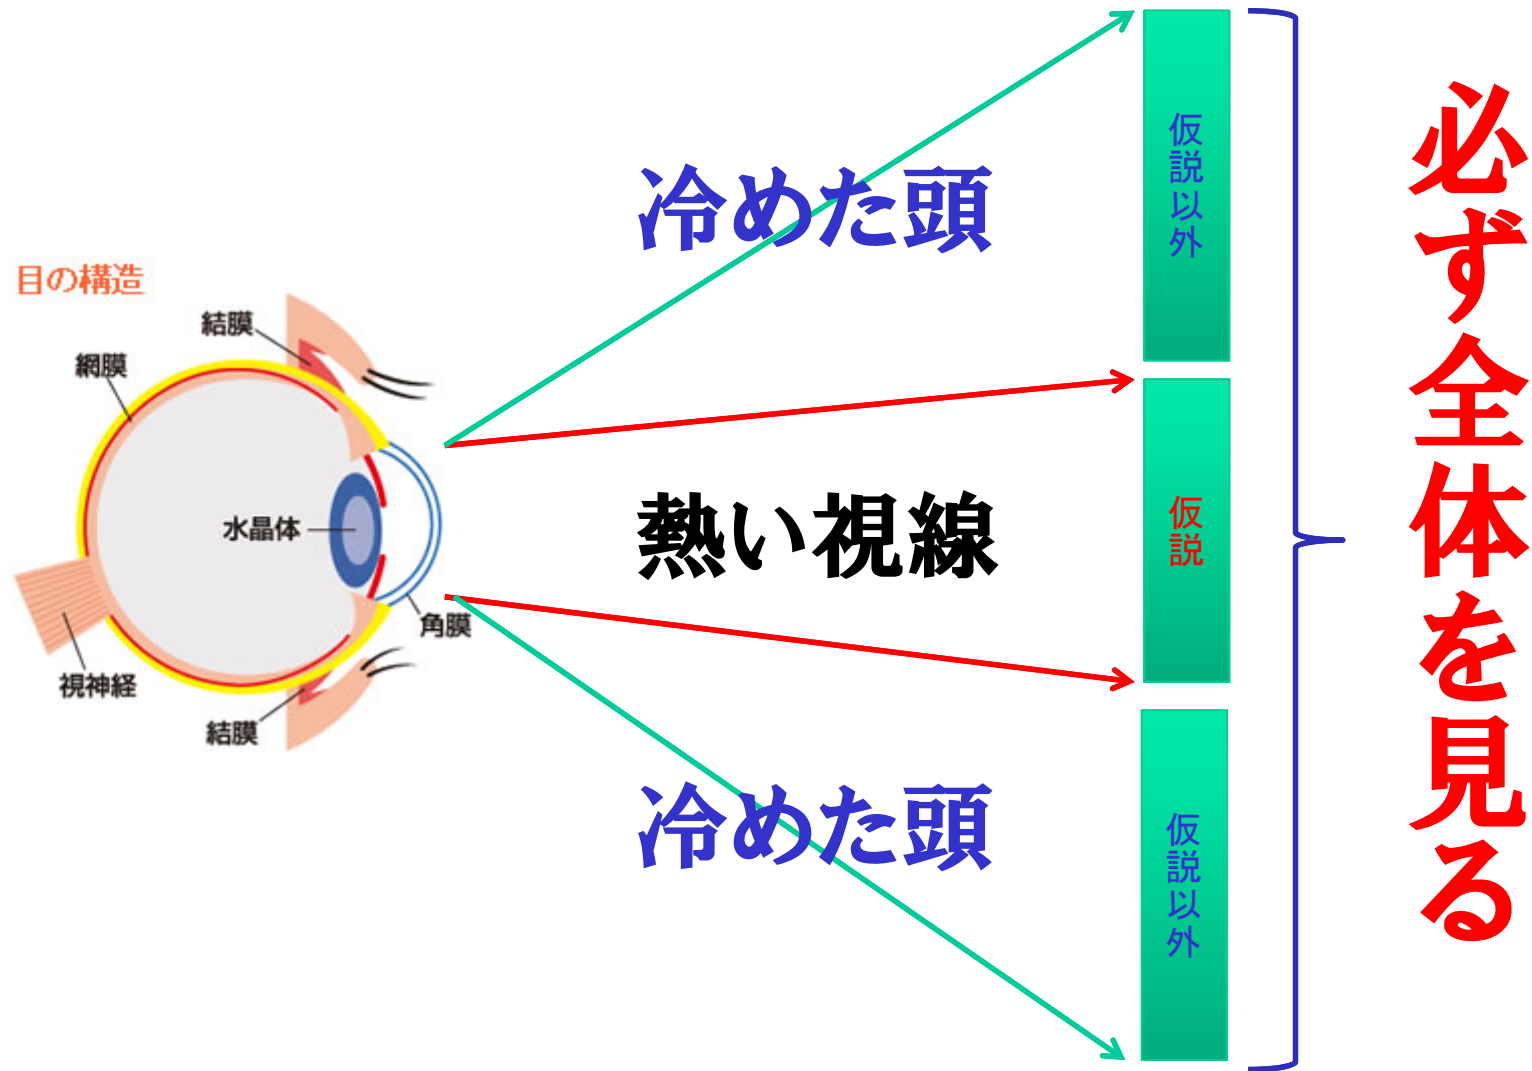 目の構造
結膜
網膜
水晶体
角膜
視神経
結膜
冷めた頭
熱い視線
冷めた頭
仮説以外
仮説
仮説以外
必ず全体を見る